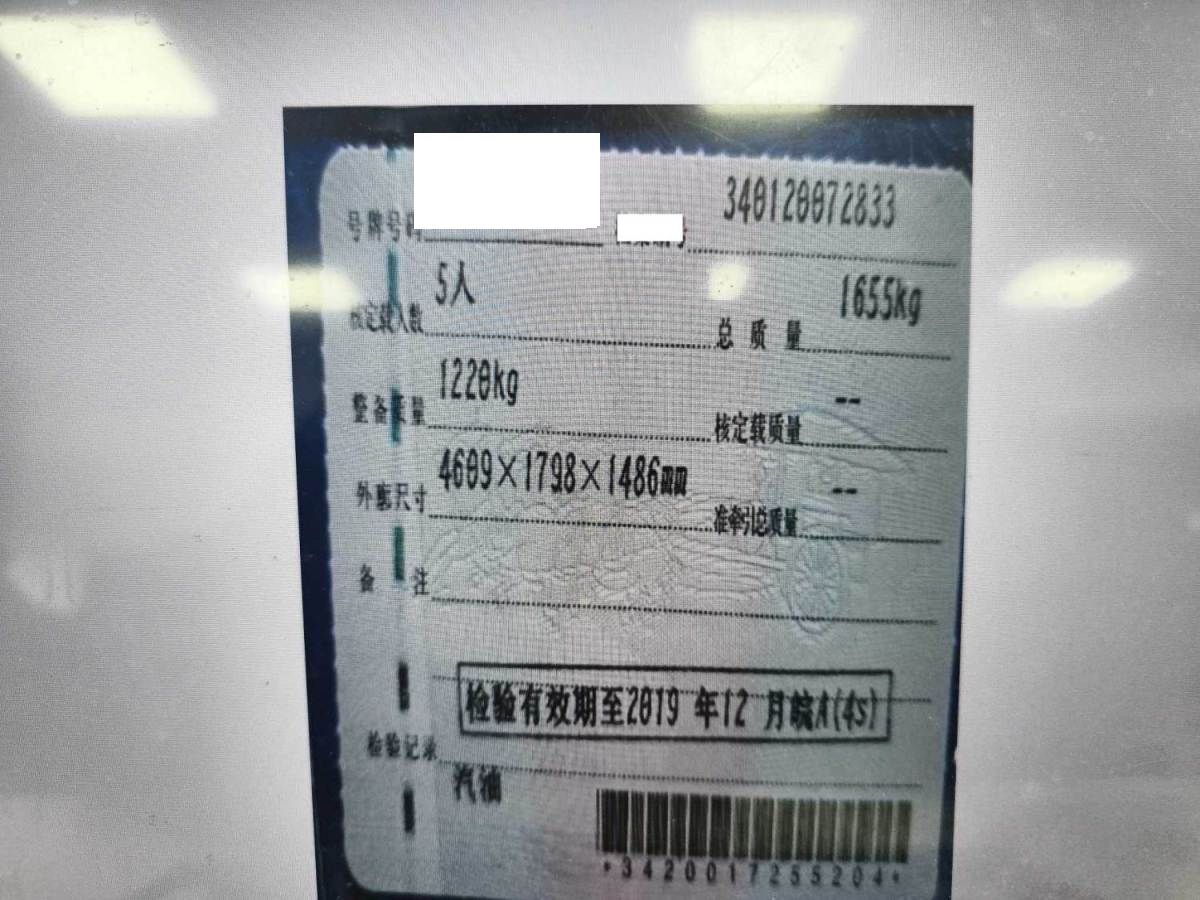 号牌号码 340120072833
5人 1655kg
核定载人数 总质量
1220kg --
整备质量 核定载质量
4609×1798×1486mm --
外廓尺寸 准牵引总质量
备注
检验有效期至2019 年12 月皖A(4s)
检验记录
汽油
*3420017255204*